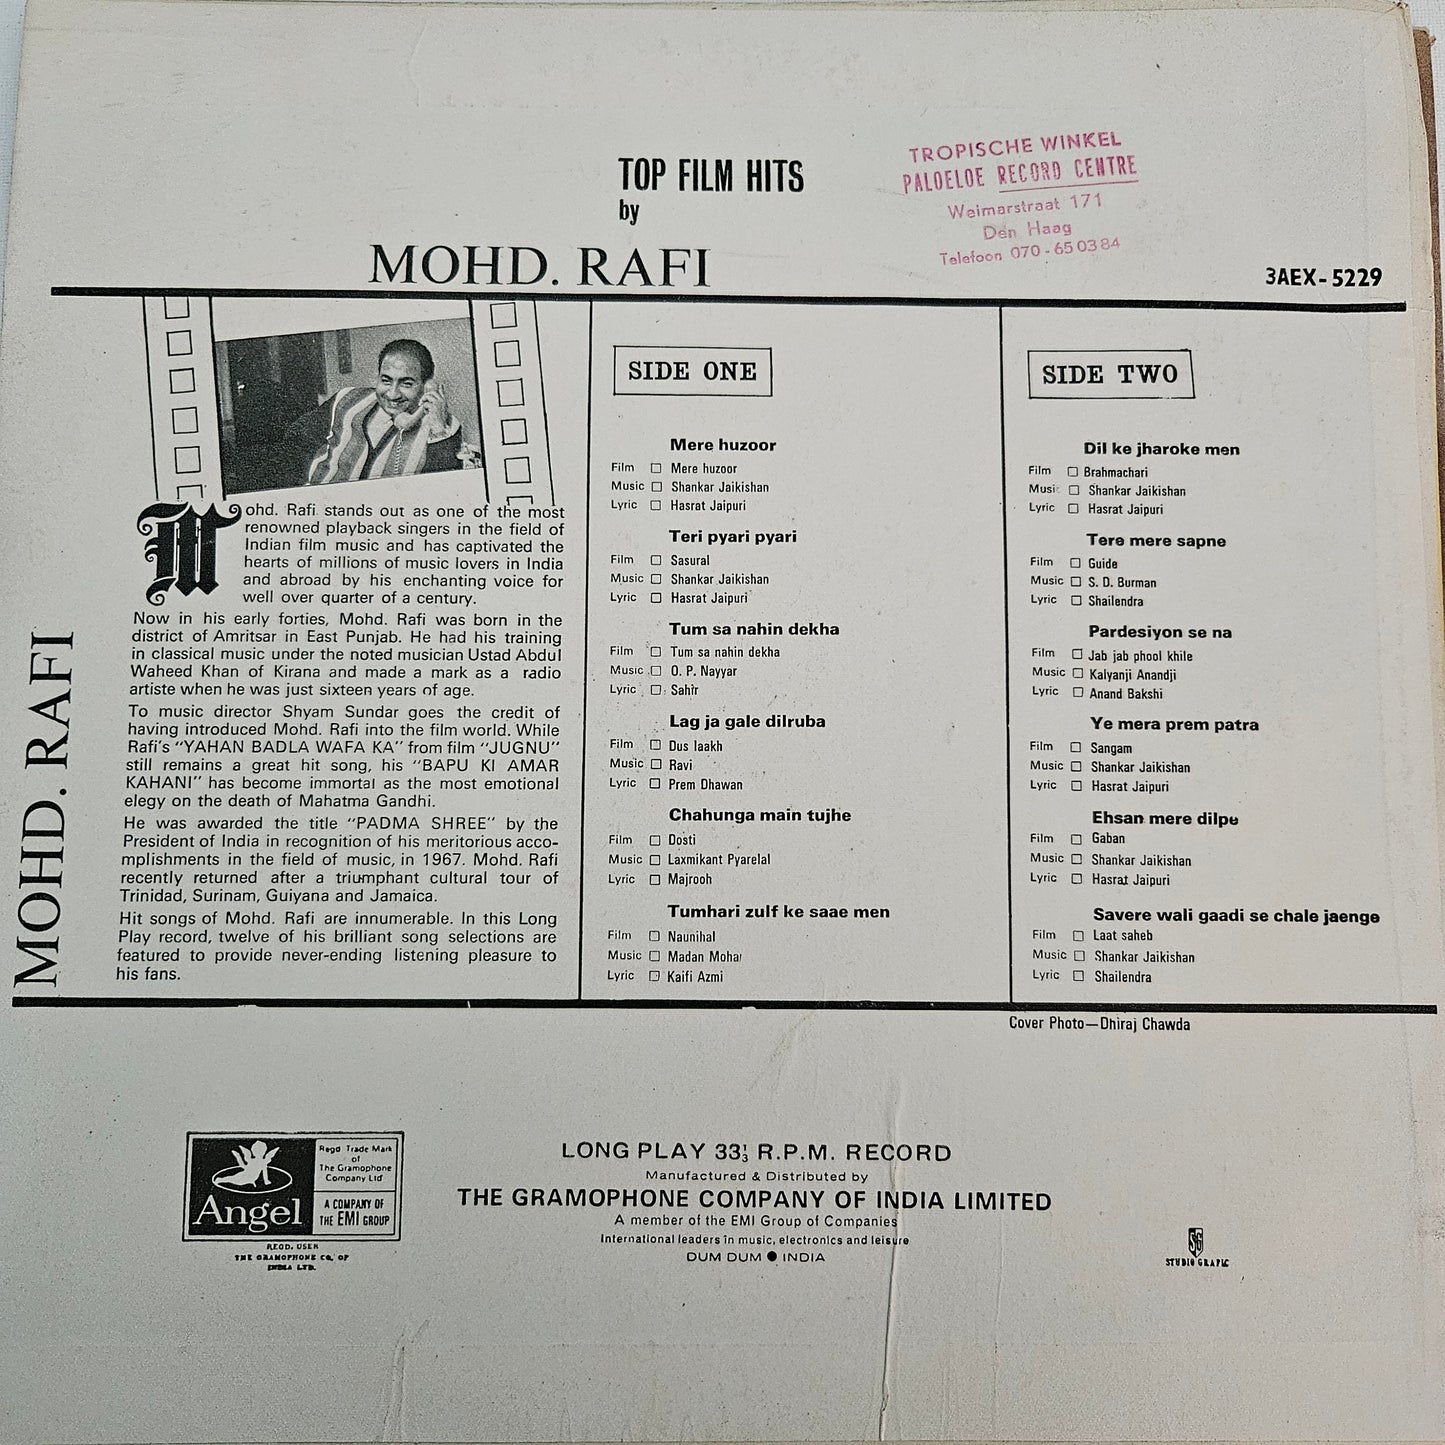 TOP FILM HITS
by
MOHD. RAFI
TROPISCHE WINKEL
PALOELOE RECORD CENTRE
Weimarstraat 171
Den Haag
Telefoon 070-650384
3AEX-5229
MOHD. RAFI
Mohd. Rafi stands out as one of the most
renowned playback singers in the field of
Indian film music and has captivated the
hearts of millions of music lovers in India
and abroad by his enchanting voice for
well over quarter of a century.
Now in his early forties, Mohd. Rafi was born in the
district of Amritsar in East Punjab. He had his training
in classical music under the noted musician Ustad Abdul
Waheed Khan of Kirana and made a mark as a radio
artiste when he was just sixteen years of age.
To music director Shyam Sundar goes the credit of
having introduced Mohd. Rafi into the film world. While
Rafi's "YAHAN BADLA WAFA KA" from film "JUGNU"
still remains a great hit song, his "BAPU KI AMAR
KAHANI" has become immortal as the most emotional
elegy on the death of Mahatma Gandhi.
He was awarded the title "PADMA SHREE" by the
President of India in recognition of his meritorious acco-
mplishments in the field of music, in 1967. Mohd. Rafi
recently returned after a triumphant cultural tour of
Trinidad, Surinam, Guiyana and Jamaica.
Hit songs of Mohd. Rafi are innumerable. In this Long
Play record, twelve of his brilliant song selections are
featured to provide never-ending listening pleasure to
his fans.
SIDE ONE
Mere huzoor
Film □ Mere huzoor
Music □ Shankar Jaikishan
Lyric □ Hasrat Jaipuri
Teri pyari pyari
Film □ Sasural
Music □ Shankar Jaikishan
Lyric □ Hasrat Jaipuri
Tum sa nahin dekha
Film □ Tum sa nahin dekha
Music □ O. P. Nayyar
Lyric □ Sahir
Lag ja gale dilruba
Film □ Dus laakh
Music □ Ravi
Lyric □ Prem Dhawan
Chahunga main tujhe
Film □ Dosti
Music □ Laxmikant Pyarelal
Lyric □ Majrooh
Tumhari zulf ke saae men
Film □ Naunihal
Music □ Madan Mohan
Lyric □ Kaifi Azmi
SIDE TWO
Dil ke jharoke men
Film □ Brahmachari
Music □ Shankar Jaikishan
Lyric □ Hasrat Jaipuri
Tere mere sapne
Film □ Guide
Music □ S. D. Burman
Lyric □ Shailendra
Pardesiyon se na
Film □ Jab jab phool khile
Music □ Kalyanji Anandji
Lyric □ Anand Bakshi
Ye mera prem patra
Film □ Sangam
Music □ Shankar Jaikishan
Lyric □ Hasrat Jaipuri
Ehsan mere dilpe
Film □ Gaban
Music □ Shankar Jaikishan
Lyric □ Hasrat Jaipuri
Savere wali gaadi se chale jaenge
Film □ Laat saheb
Music □ Shankar Jaikishan
Lyric □ Shailendra
Cover Photo—Dhiraj Chawda
Angel
Regd Trade Mark
of
The Gramophone
Company Ltd
A COMPANY OF
THE EMI GROUP
REGD. USER
THE GRAMOPHONE CO. OF
INDIA LTD.
LONG PLAY 33⅓ R.P.M. RECORD
Manufactured & Distributed by
THE GRAMOPHONE COMPANY OF INDIA LIMITED
A member of the EMI Group of Companies
International leaders in music, electronics and leisure
DUM DUM ● INDIA
SG
STUDIO GRAFIC